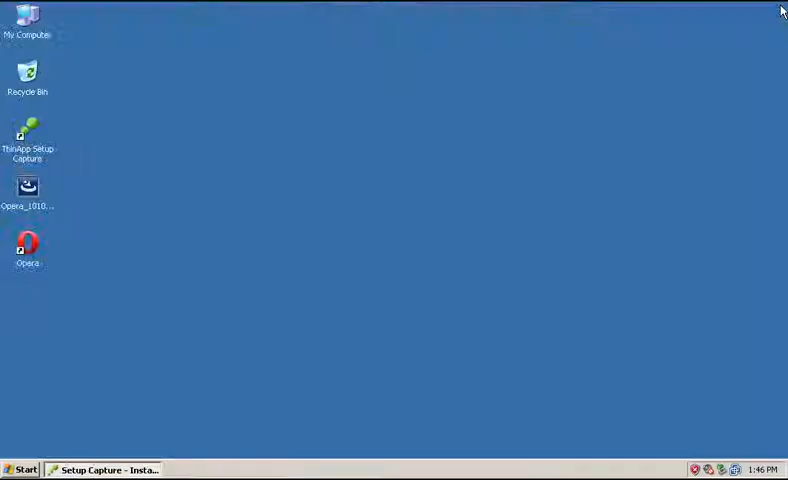 My Computer
Recycle Bin
ThinApp Setup
Capture
Opera_1010...
Opera
Start
Setup Capture - Insta...
1:46 PM